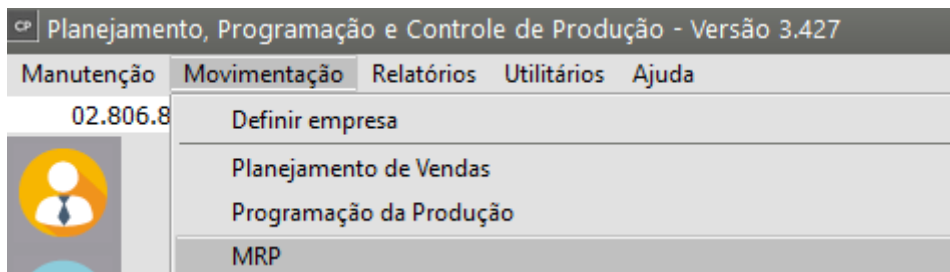 CP Planejamento, Programação e Controle de Produção - Versão 3.427
Manutenção Movimentação Relatórios Utilitários Ajuda
02.806.8 Definir empresa
Planejamento de Vendas
Programação da Produção
MRP